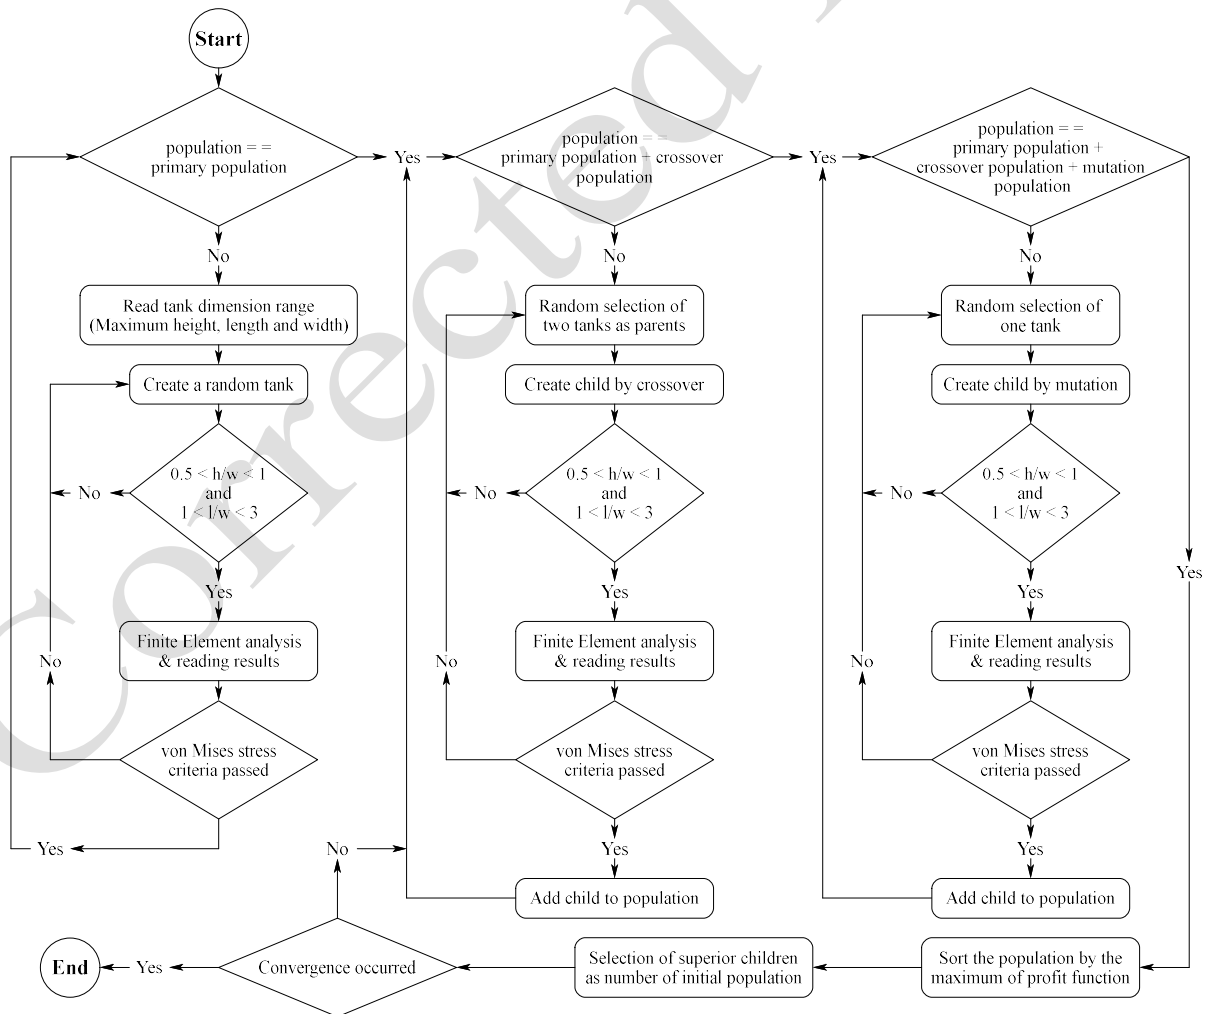 Start
population = =
primary population
Yes
No
Read tank dimension range
(Maximum height, length and width)
Create a random tank
0.5 < h/w < 1
and
1 < l/w < 3
No
Yes
Finite Element analysis
& reading results
No
von Mises stress
criteria passed
Yes
population = =
primary population + crossover
population
Yes
No
Random selection of
two tanks as parents
Create child by crossover
0.5 < h/w < 1
and
1 < l/w < 3
No
Yes
Finite Element analysis
& reading results
No
von Mises stress
criteria passed
Yes
Add child to population
population = =
primary population +
crossover population + mutation
population
No
Random selection of
one tank
Create child by mutation
0.5 < h/w < 1
and
1 < l/w < 3
No
Yes
Finite Element analysis
& reading results
No
von Mises stress
criteria passed
Yes
Add child to population
Yes
Sort the population by the
maximum of profit function
Selection of superior children
as number of initial population
Convergence occurred
No
Yes
End
Corrected